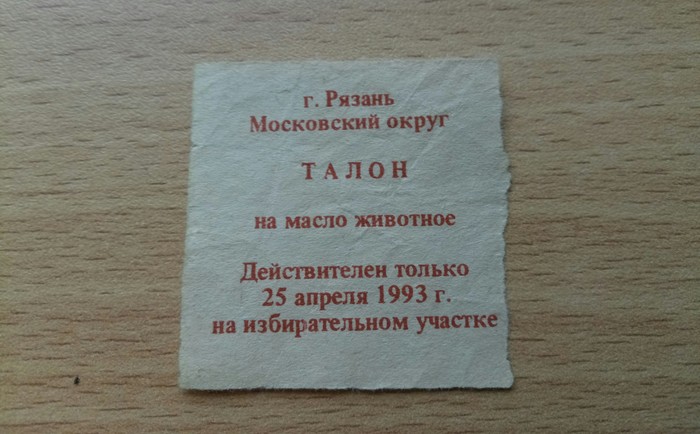 г. Рязань
Московский округ
ТАЛОН
на масло животное
Действителен только
25 апреля 1993 г.
на избирательном участке